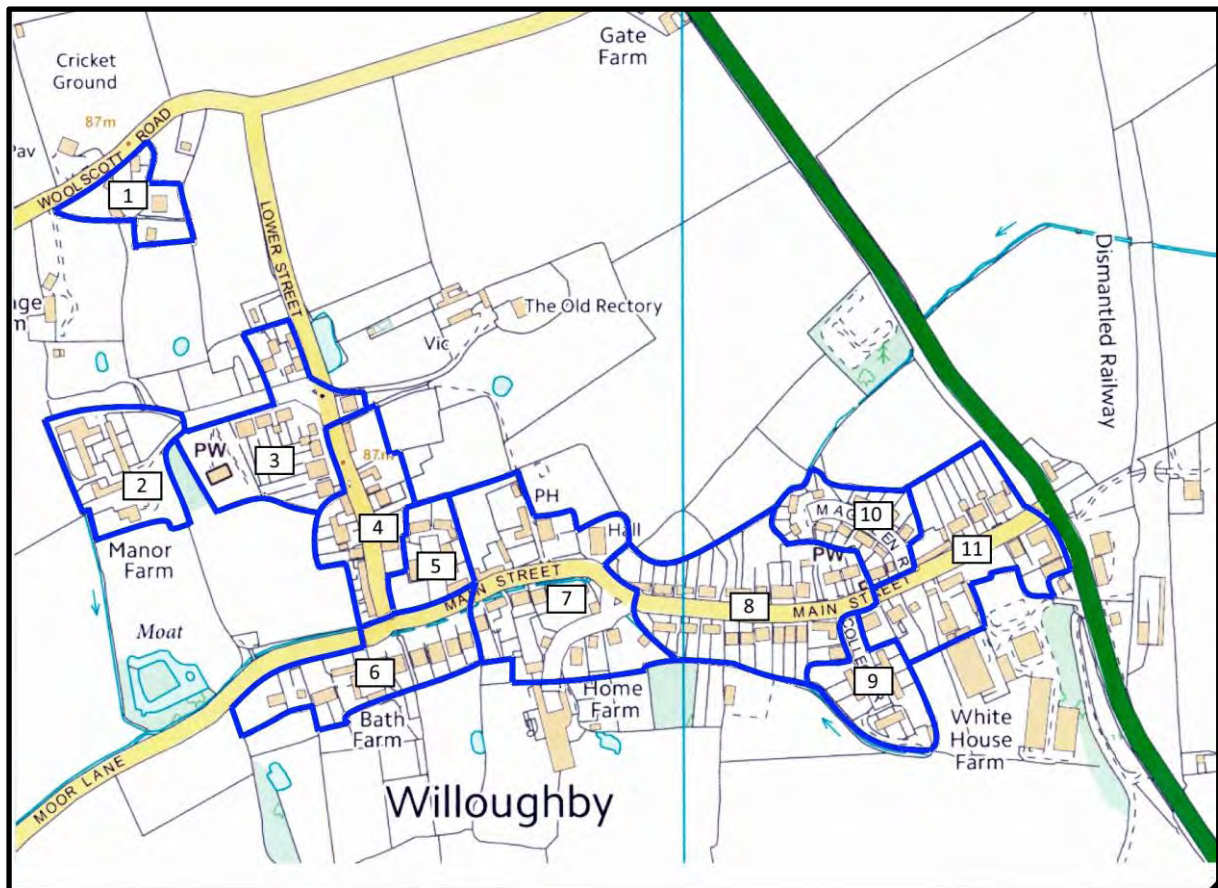 Cricket
Ground
Gate
Farm
87m
Pav
WOOLSCOTT ROAD
1
LOWER STREET
Dismantled Railway
The Old Rectory
Vic
PW
3
2
87m
4
PH
5
Hall
MAIN STREET
7
10
PW
11
8
MAIN STREET
9
Manor
Farm
Moat
6
Bath
Farm
Home
Farm
White
House
Farm
MOOR LANE
Willoughby